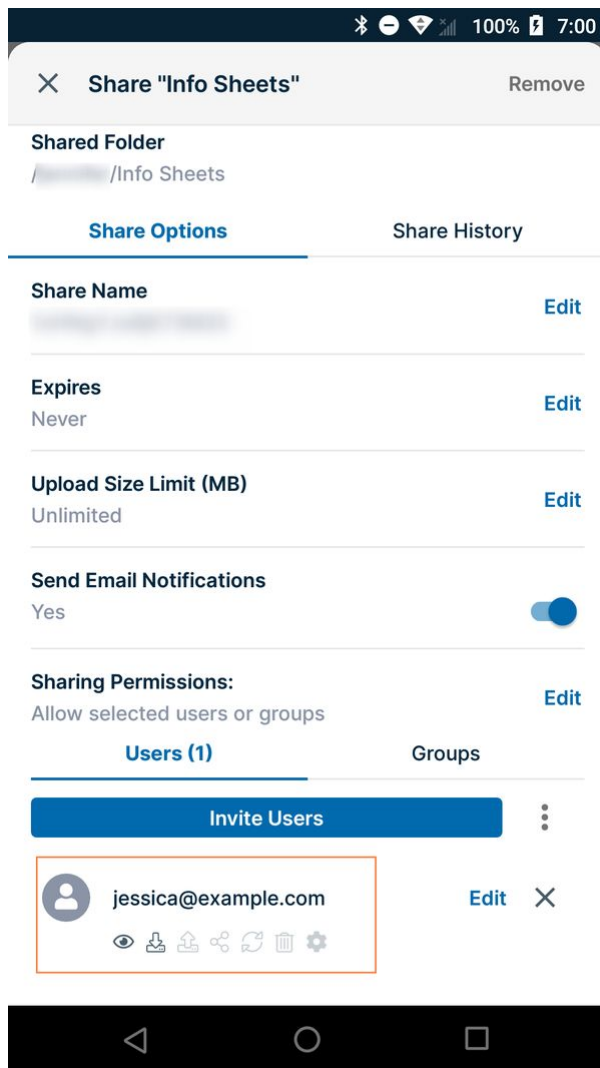 100% 7:00
Share "Info Sheets" Remove
Shared Folder
/ /Info Sheets
Share Options Share History
Share Name
Edit
Expires
Never
Edit
Upload Size Limit (MB)
Unlimited
Edit
Send Email Notifications
Yes
Sharing Permissions:
Allow selected users or groups
Edit
Users (1) Groups
Invite Users
jessica@example.com Edit